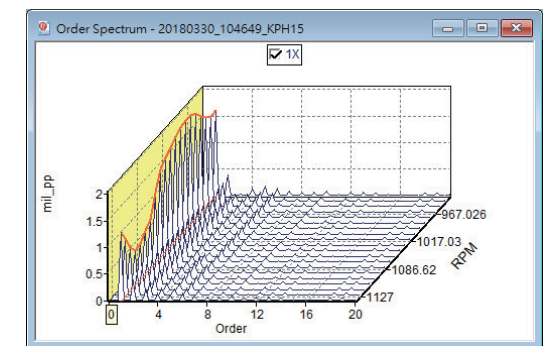 Order Spectrum - 20180330_104649_KPH15
1X
mil_pp
2
1.5
1
0.5
0
0 4 8 12 16 20
Order
967.026
1017.03
1086.62
1127
RPM